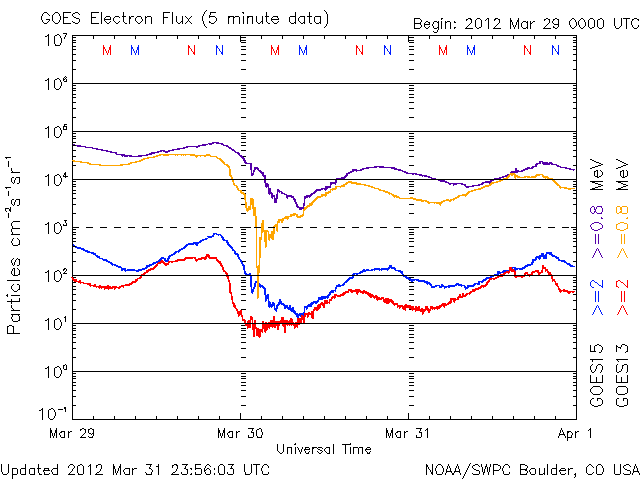 GOES Electron Flux (5 minute data)
Begin: 2012 Mar 29 0000 UTC
M M N N M M N N M M N N
10⁷
10⁶
10⁵
10⁴
10³
10²
10¹
10⁰
10⁻¹
Particles cm⁻²s⁻¹sr⁻¹
GOES15 >=2 >=0.8 MeV
GOES13 >=2 >=0.8 MeV
Mar 29 Mar 30 Mar 31 Apr 1
Universal Time
Updated 2012 Mar 31 23:56:03 UTC
NOAA/SWPC Boulder, CO USA